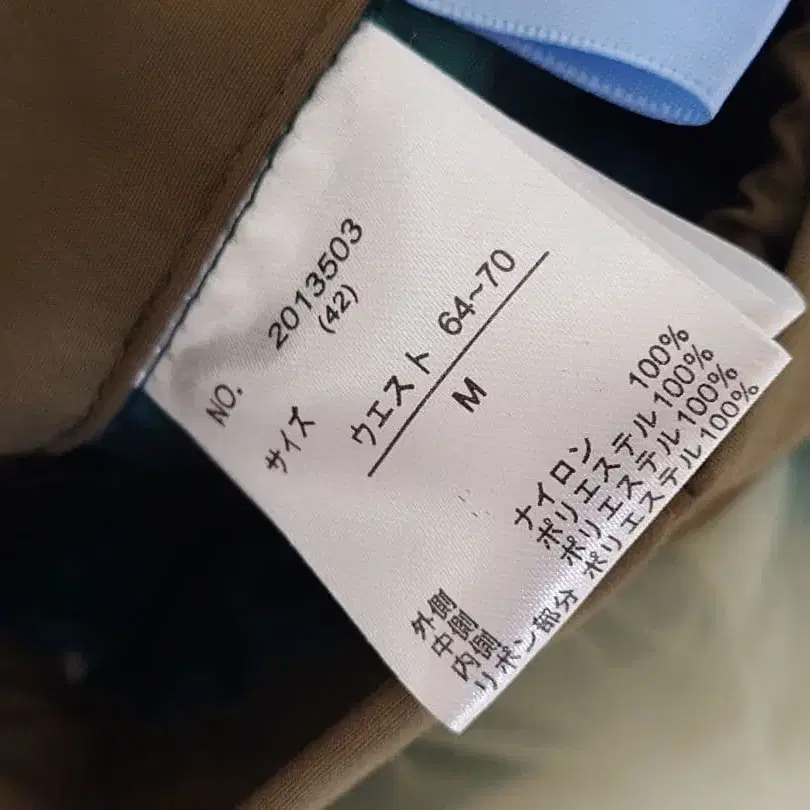 NO. 2013503
(42)
サイズ ウエスト 64~70
M
外側 ナイロン 100%
中側 ポリエステル 100%
内側 ポリエステル 100%
リボン部分 ポリエステル 100%